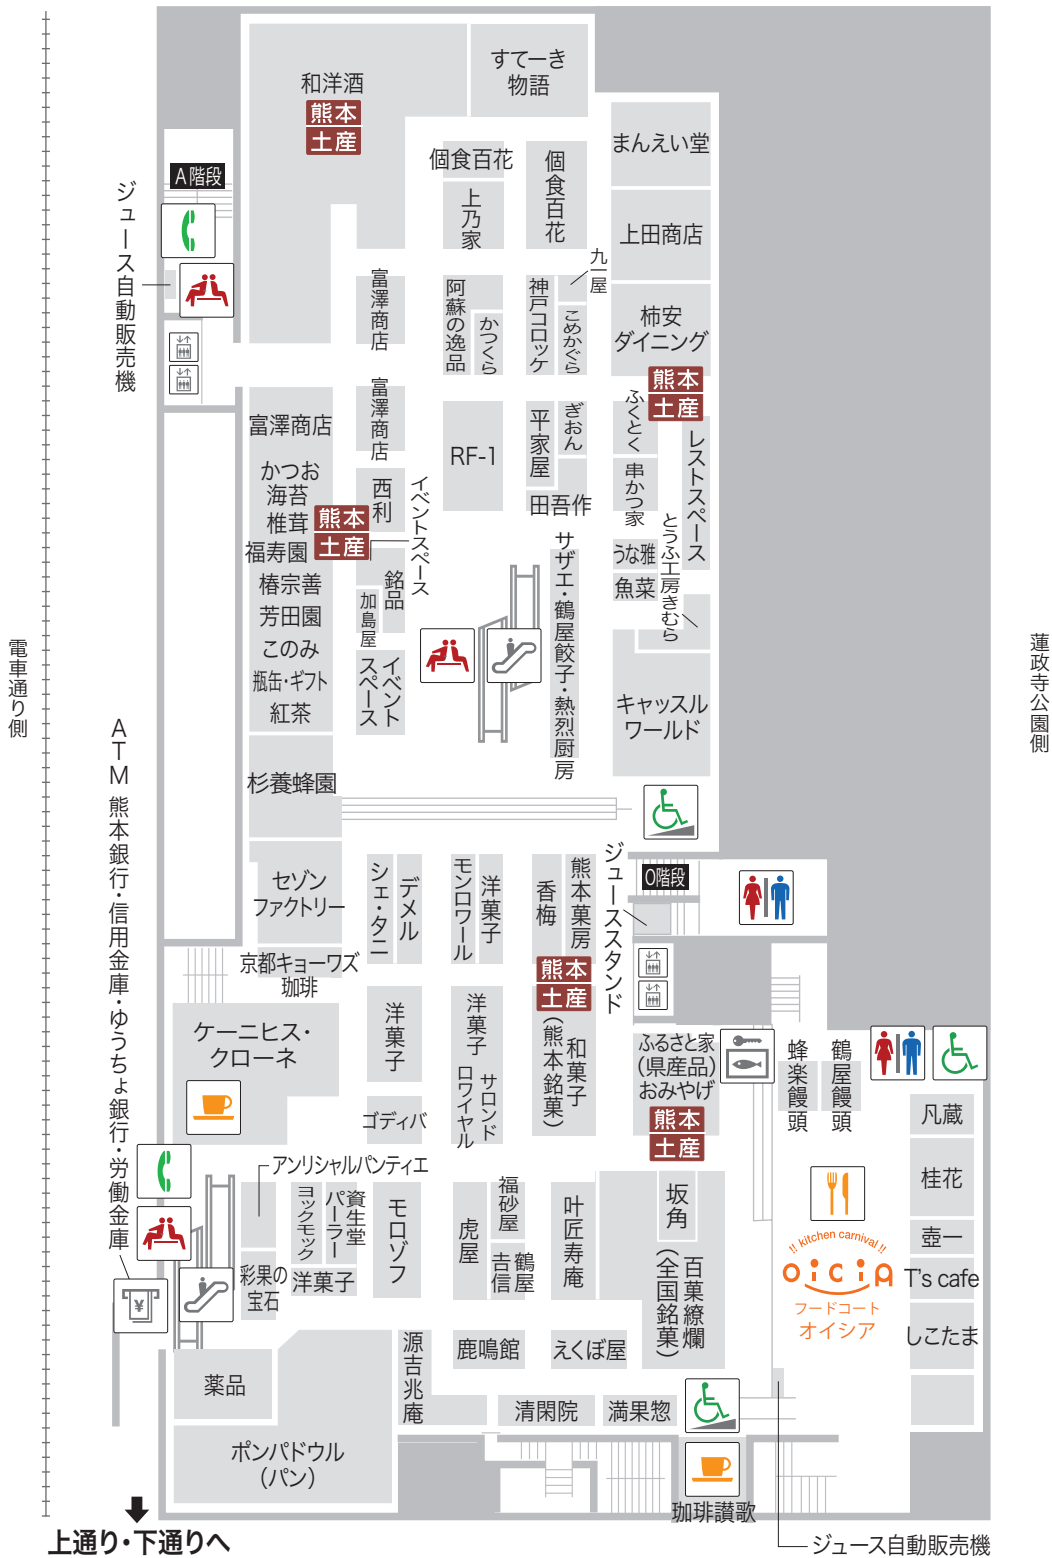 すてーき
物語
和洋酒
熊本
土産
まんえい堂
個食百花
個食百花
A階段
ジュース自動販売機
上乃家
上田商店
九一屋
富澤商店
阿蘇の逸品
かつくら
神戸コロッケ
こめかぐら
柿安
ダイニング
熊本
土産
富澤商店
富澤商店
RF-1
平家屋
ぎおん
ふくとく
レストスペース
かつお
海苔
椎茸
福寿園
熊本
土産
西利
イベントスペース
田吾作
串かつ家
とうふ工房きむら
うな雅
魚菜
椿宗善
芳田園
このみ
瓶缶・ギフト
紅茶
銘品
加島屋
イベント
スペース
サザエ・鶴屋餃子・熱烈厨房
キャッスル
ワールド
電車通り側
蓮政寺公園側
ATM 熊本銀行・信用金庫・ゆうちょ銀行・労働金庫
杉養蜂園
セゾン
ファクトリー
シェ・タニ
デメル
モンロワール
洋菓子
香梅
熊本菓房
ジューススタンド
O階段
京都キョーワズ
珈琲
熊本
土産
ケーニヒス・
クローネ
洋菓子
洋菓子
サロンド
ロワイヤル
和菓子
(熊本銘菓)
ふるさと家
(県産品)
おみやげ
熊本
土産
蜂楽饅頭
鶴屋饅頭
ゴディバ
凡蔵
アンリシャルパンティエ
ヨックモック
資生堂
パーラー
モロゾフ
虎屋
福砂屋
鶴屋
吉信
叶匠寿庵
坂角
百菓繚爛
(全国銘菓)
桂花
壺一
!! kitchen carnival !!
oicia
フードコート
オイシア
T's cafe
しこたま
彩果の
宝石
洋菓子
¥
薬品
源吉兆庵
鹿鳴館
えくぼ屋
清閑院
満果惣
ポンパドウル
(パン)
珈琲讃歌
上通り・下通りへ
ジュース自動販売機